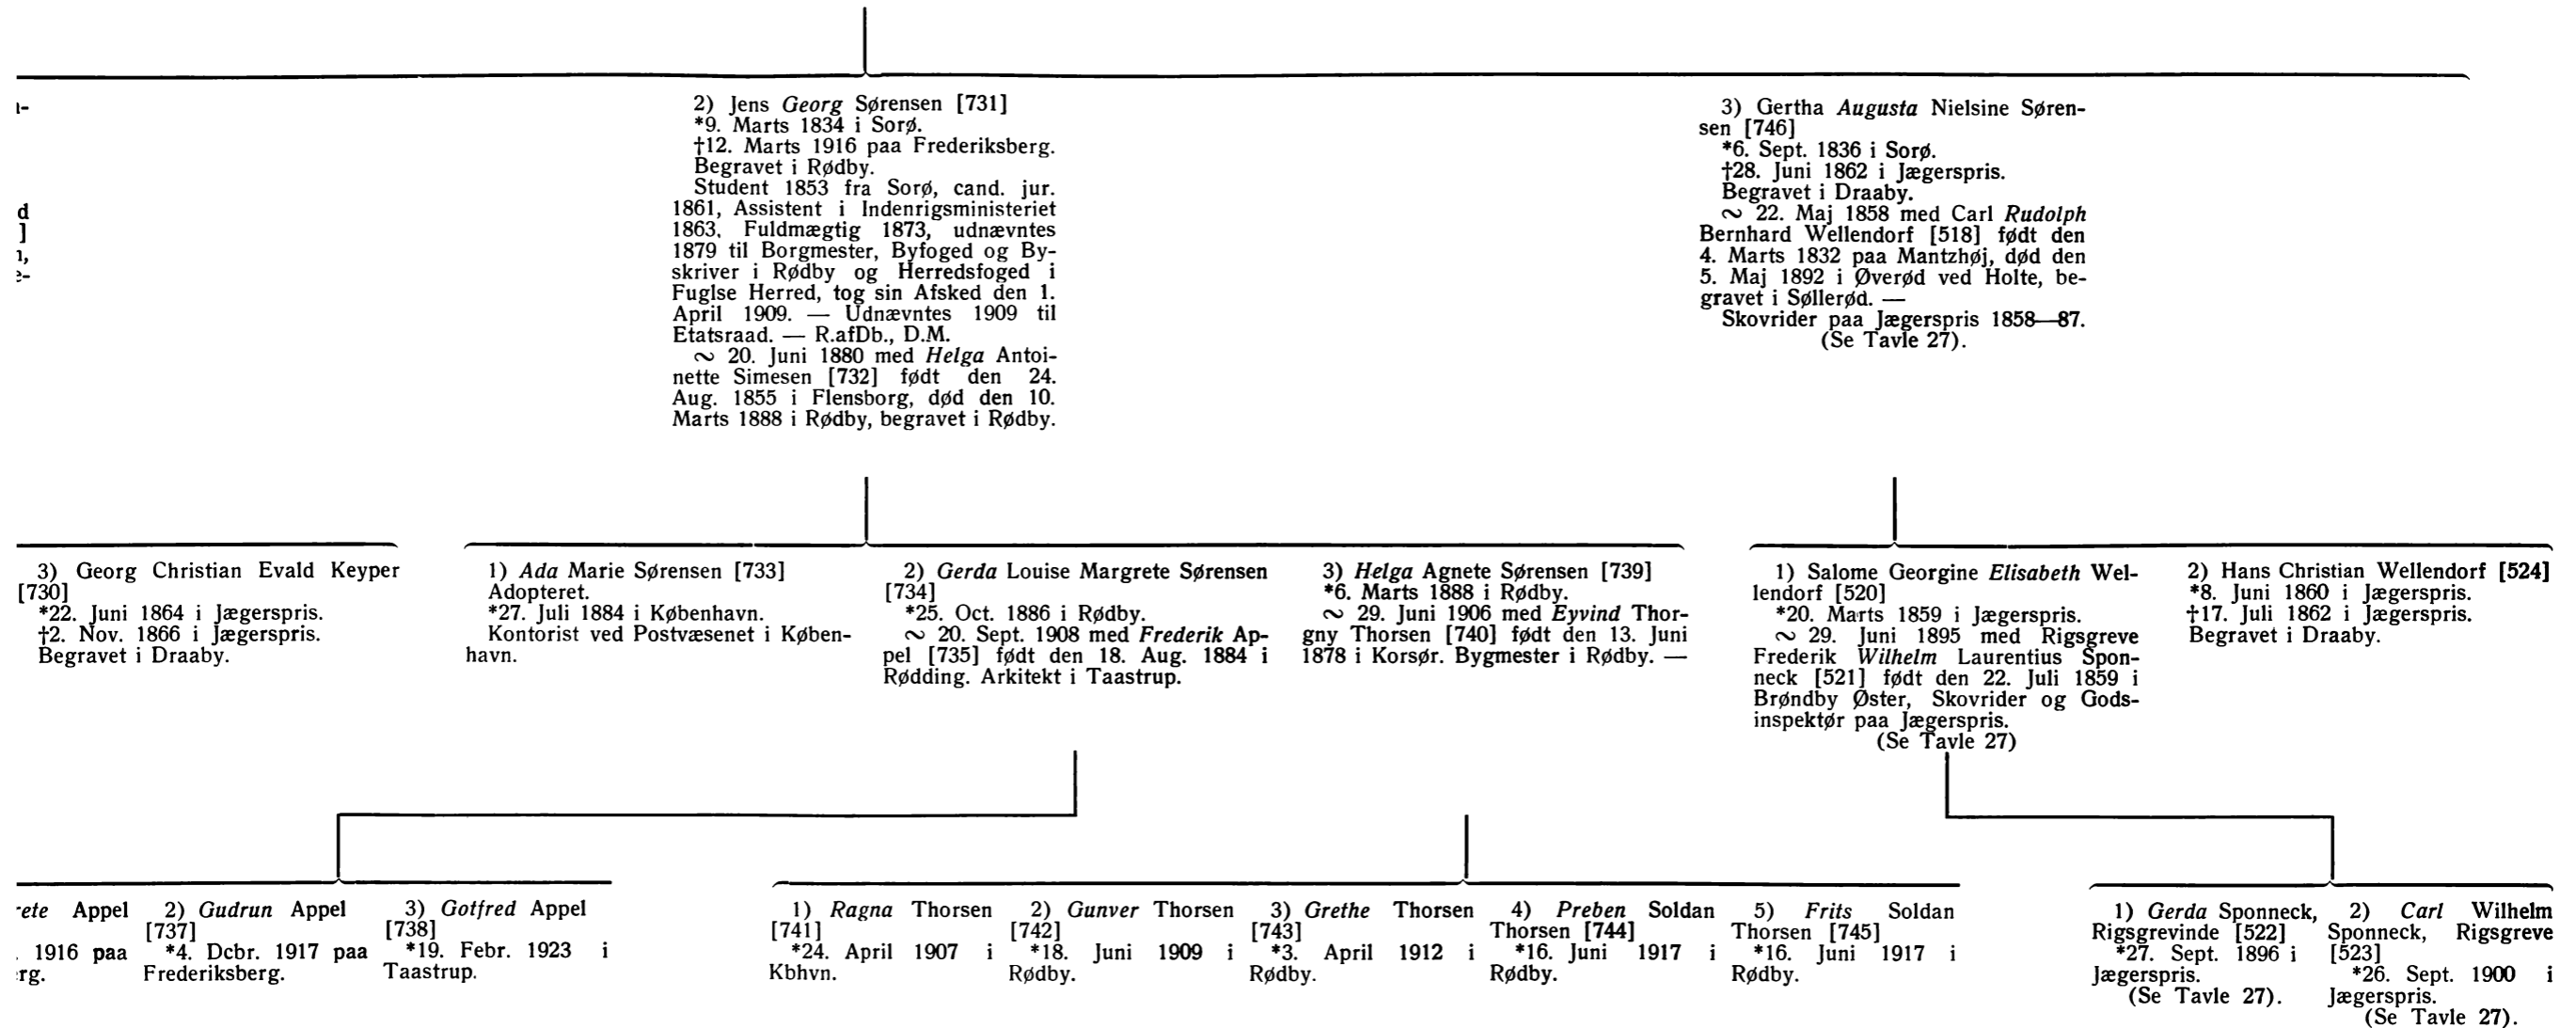 2) Jens Georg Sørensen [731]
*9. Marts 1834 i Sorø.
†12. Marts 1916 paa Frederiksberg.
Begravet i Rødby.
Student 1853 fra Sorø, cand. jur.
1861, Assistent i Indenrigsministeriet
1863, Fuldmægtig 1873, udnævntes
1879 til Borgmester, Byfoged og By-
skriver i Rødby og Herredsfoged i
Fuglse Herred, tog sin Afsked den 1.
April 1909. — Udnævntes 1909 til
Etatsraad. — R.afDb., D.M.
∾ 20. Juni 1880 med Helga Antoi-
nette Simesen [732] født den 24.
Aug. 1855 i Flensborg, død den 10.
Marts 1888 i Rødby, begravet i Rødby.
3) Gertha Augusta Nielsine Søren-
sen [746]
*6. Sept. 1836 i Sorø.
†28. Juni 1862 i Jægerspris.
Begravet i Draaby.
∾ 22. Maj 1858 med Carl Rudolph
Bernhard Wellendorf [518] født den
4. Marts 1832 paa Mantzhøj, død den
5. Maj 1892 i Øverød ved Holte, be-
gravet i Søllerød. —
Skovrider paa Jægerspris 1858—87.
(Se Tavle 27).
3) Georg Christian Evald Keyper
[730]
*22. Juni 1864 i Jægerspris.
†2. Nov. 1866 i Jægerspris.
Begravet i Draaby.
1) Ada Marie Sørensen [733]
Adopteret.
*27. Juli 1884 i København.
Kontorist ved Postvæsenet i Køben-
havn.
2) Gerda Louise Margrete Sørensen
[734]
*25. Oct. 1886 i Rødby.
∾ 20. Sept. 1908 med Frederik Ap-
pel [735] født den 18. Aug. 1884 i
Rødding. Arkitekt i Taastrup.
3) Helga Agnete Sørensen [739]
*6. Marts 1888 i Rødby.
∾ 29. Juni 1906 med Eyvind Thor-
gny Thorsen [740] født den 13. Juni
1878 i Korsør. Bygmester i Rødby. —
1) Salome Georgine Elisabeth Wel-
lendorf [520]
*20. Marts 1859 i Jægerspris.
∾ 29. Juni 1895 med Rigsgreve
Frederik Wilhelm Laurentius Spon-
neck [521] født den 22. Juli 1859 i
Brøndby Øster, Skovrider og Gods-
inspektør paa Jægerspris.
(Se Tavle 27)
2) Hans Christian Wellendorf [524]
*8. Juni 1860 i Jægerspris.
†17. Juli 1862 i Jægerspris.
Begravet i Draaby.
ete Appel
1916 paa
rg.
2) Gudrun Appel
[737]
*4. Dcbr. 1917 paa
Frederiksberg.
3) Gotfred Appel
[738]
*19. Febr. 1923 i
Taastrup.
1) Ragna Thorsen
[741]
*24. April 1907 i
Kbhvn.
2) Gunver Thorsen
[742]
*18. Juni 1909 i
Rødby.
3) Grethe Thorsen
[743]
*3. April 1912 i
Rødby.
4) Preben Soldan
Thorsen [744]
*16. Juni 1917 i
Rødby.
5) Frits Soldan
Thorsen [745]
*16. Juni 1917 i
Rødby.
1) Gerda Sponneck,
Rigsgrevinde [522]
*27. Sept. 1896 i
Jægerspris.
(Se Tavle 27).
2) Carl Wilhelm
Sponneck, Rigsgreve
[523]
*26. Sept. 1900 i
Jægerspris.
(Se Tavle 27).